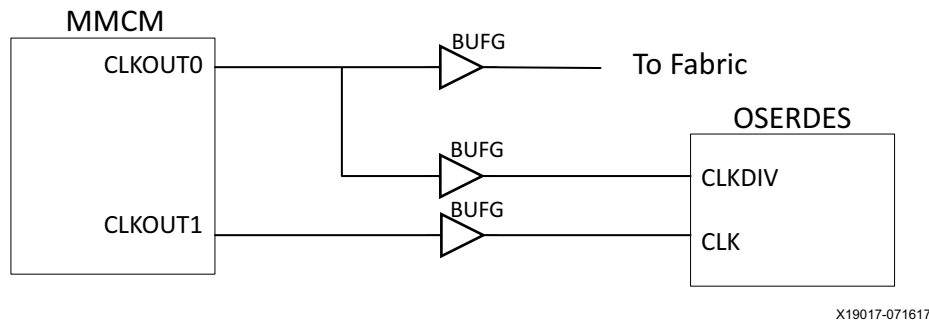 MMCM
CLKOUT0
BUFG
To Fabric
OSERDES
BUFG
CLKDIV
CLKOUT1
BUFG
CLK
X19017-071617